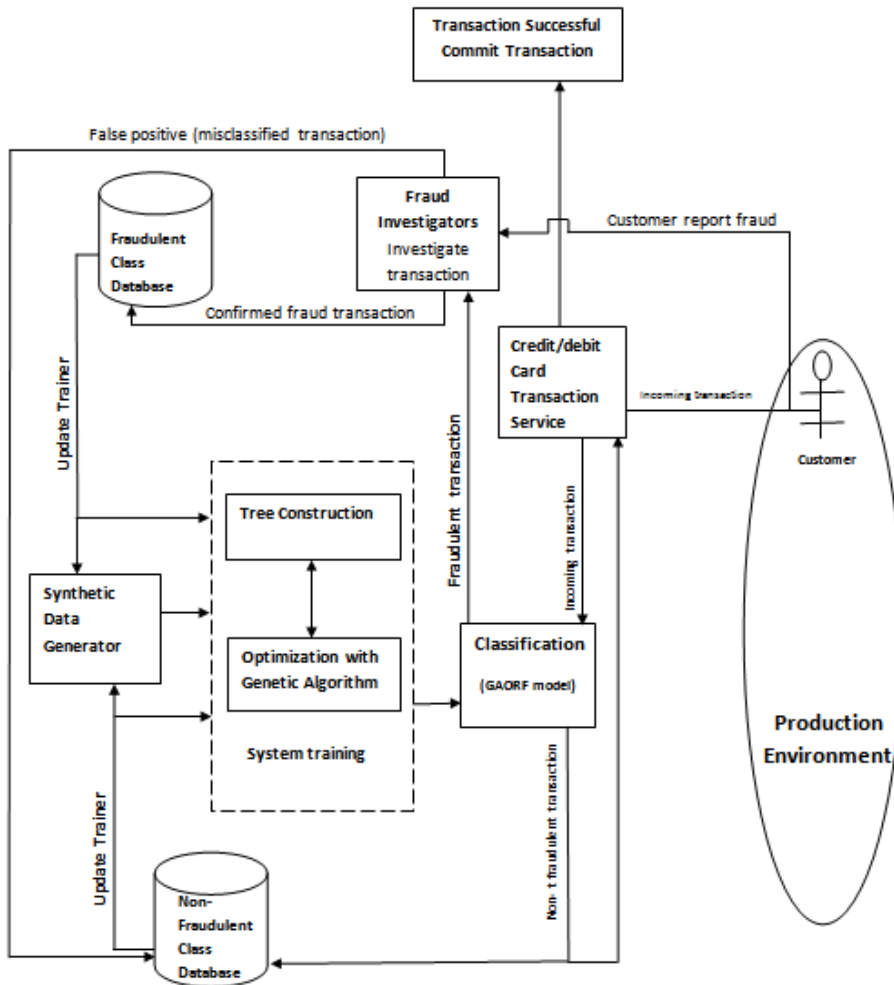 Transaction Successful
Commit Transaction
False positive (misclassified transaction)
Fraud
Investigators
Investigate
transaction
Customer report fraud
Fraudulent
Class
Database
Confirmed fraud transaction
Credit/debit
Card
Transaction
Service
Incoming transaction
Customer
Update Trainer
Fraudulent transaction
Incoming transaction
Tree Construction
Synthetic
Data
Generator
Optimization with
Genetic Algorithm
System training
Classification
(GAORF model)
Production
Environment
Update Trainer
Non-t fraudulent transaction
Non-
Fraudulent
Class
Database